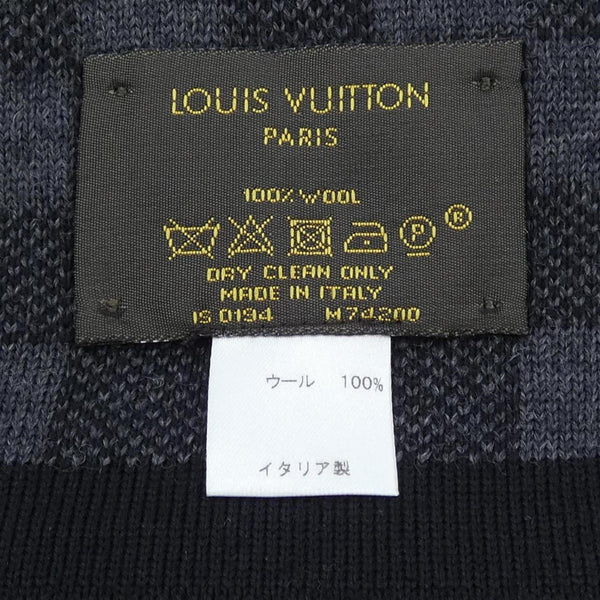 LOUIS VUITTON
PARIS
100% WOOL
P ®
DRY CLEAN ONLY
MADE IN ITALY
IS 0194 M74200
ウール 100%
イタリア製